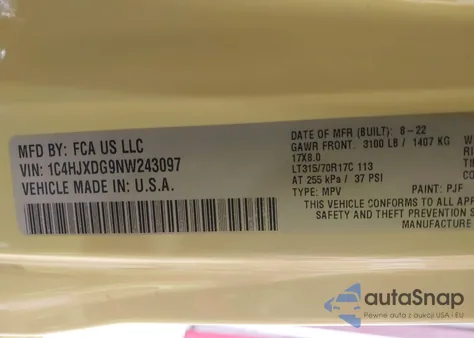 MFD BY: FCA US LLC
VIN: 1C4HJXDG9NW243097
VEHICLE MADE IN: U.S.A.
DATE OF MFR (BUILT): 8-22
GAWR FRONT: 3100 LB / 1407 KG
17X8.0
LT315/70R17C 113
AT 255 kPa / 37 PSI
TYPE: MPV PAINT: PJF
THIS VEHICLE CONFORMS TO ALL AP
SAFETY AND THEFT PREVENTION S
MANUFACTURE
autoSnap
Pewne auta z aukcji USA i EU